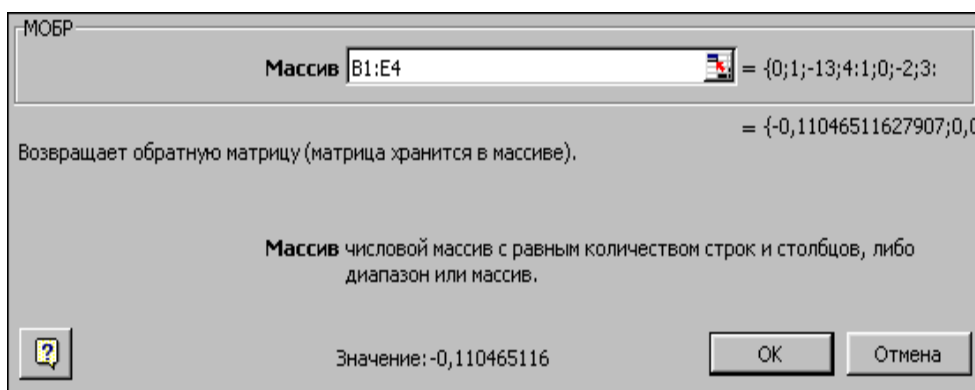 МОБР
Массив B1:E4 = {0;1;-13;4:1;0;-2;3:
= {-0,11046511627907;0,0
Возвращает обратную матрицу (матрица хранится в массиве).
Массив числовой массив с равным количеством строк и столбцов, либо
диапазон или массив.
Значение:-0,110465116
ОК
Отмена